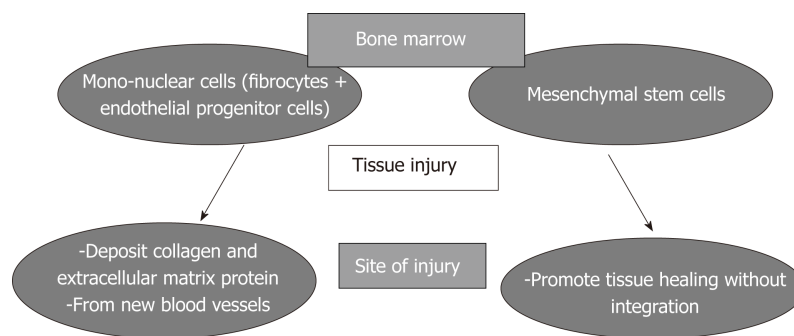 Bone marrow
Mono-nuclear cells (fibrocytes +
endothelial progenitor cells)
Mesenchymal stem cells
Tissue injury
-Deposit collagen and
extracellular matrix protein
-From new blood vessels
Site of injury
-Promote tissue healing without
integration